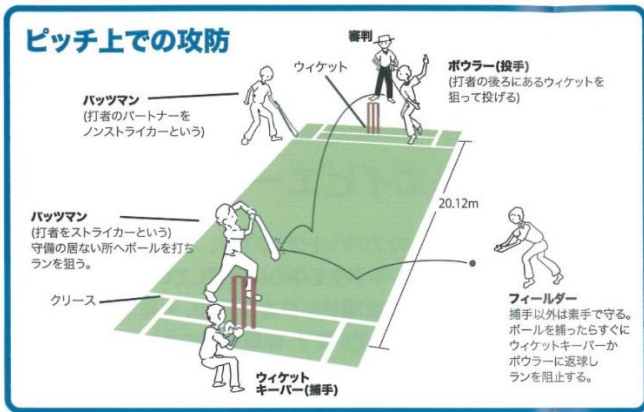 ピッチ上での攻防
審判
ウィケット
ボウラー(投手)
(打者の後ろにあるウィケットを
狙って投げる)
バッツマン
(打者のパートナーを
ノンストライカーという)
20.12m
バッツマン
(打者をストライカーという)
守備の居ない所へボールを打ち
ランを狙う。
クリース
フィールダー
捕手以外は素手で守る。
ボールを捕ったらすぐに
ウィケットキーパーか
ボウラーに返球し
ランを阻止する。
ウィケット
キーパー(捕手)